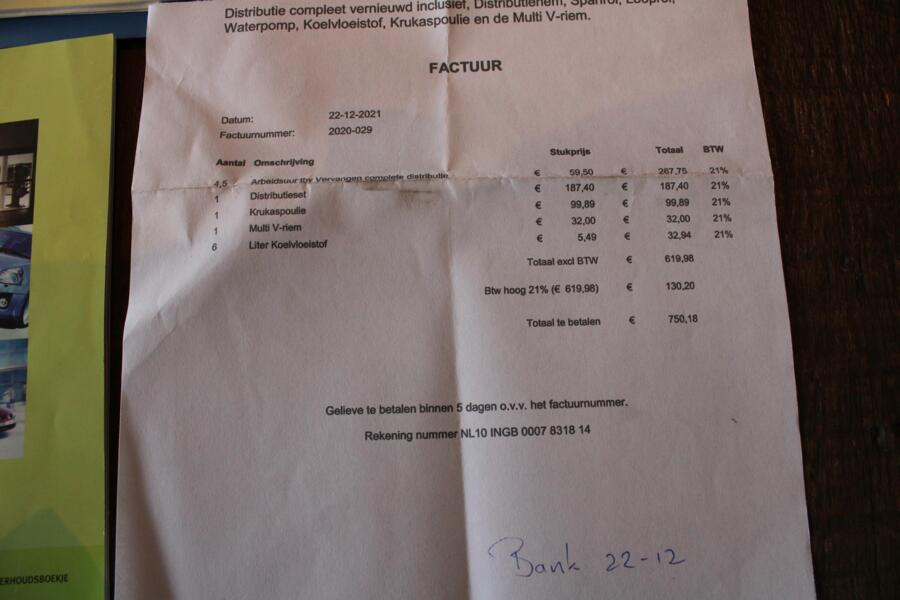 Distributie compleet vernieuwd inclusief, Distributieriem, Spanrol, Looprol,
Waterpomp, Koelvloeistof, Krukaspoulie en de Multi V-riem.
FACTUUR
Datum: 22-12-2021
Factuurnummer: 2020-029
Aantal Omschrijving Stukprijs Totaal BTW
4,5 Arbeidsuur tbv Vervangen complete distributie € 59,50 € 267,75 21%
1 Distributieset € 187,40 € 187,40 21%
1 Krukaspoulie € 99,89 € 99,89 21%
1 Multi V-riem € 32,00 € 32,00 21%
6 Liter Koelvloeistof € 5,49 € 32,94 21%
Totaal excl BTW € 619,98
Btw hoog 21% (€ 619,98) € 130,20
Totaal te betalen € 750,18
Gelieve te betalen binnen 5 dagen o.v.v. het factuurnummer.
Rekening nummer NL10 INGB 0007 8318 14
Bank 22-12
ERHOUDSBOEKJE